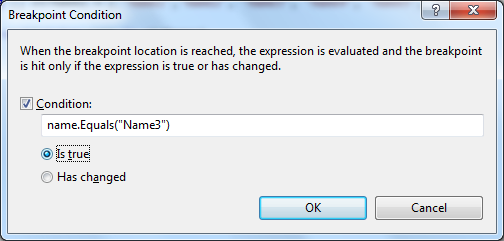 Breakpoint Condition
When the breakpoint location is reached, the expression is evaluated and the breakpoint
is hit only if the expression is true or has changed.
Condition:
name.Equals("Name3")
Is true
Has changed
OK
Cancel